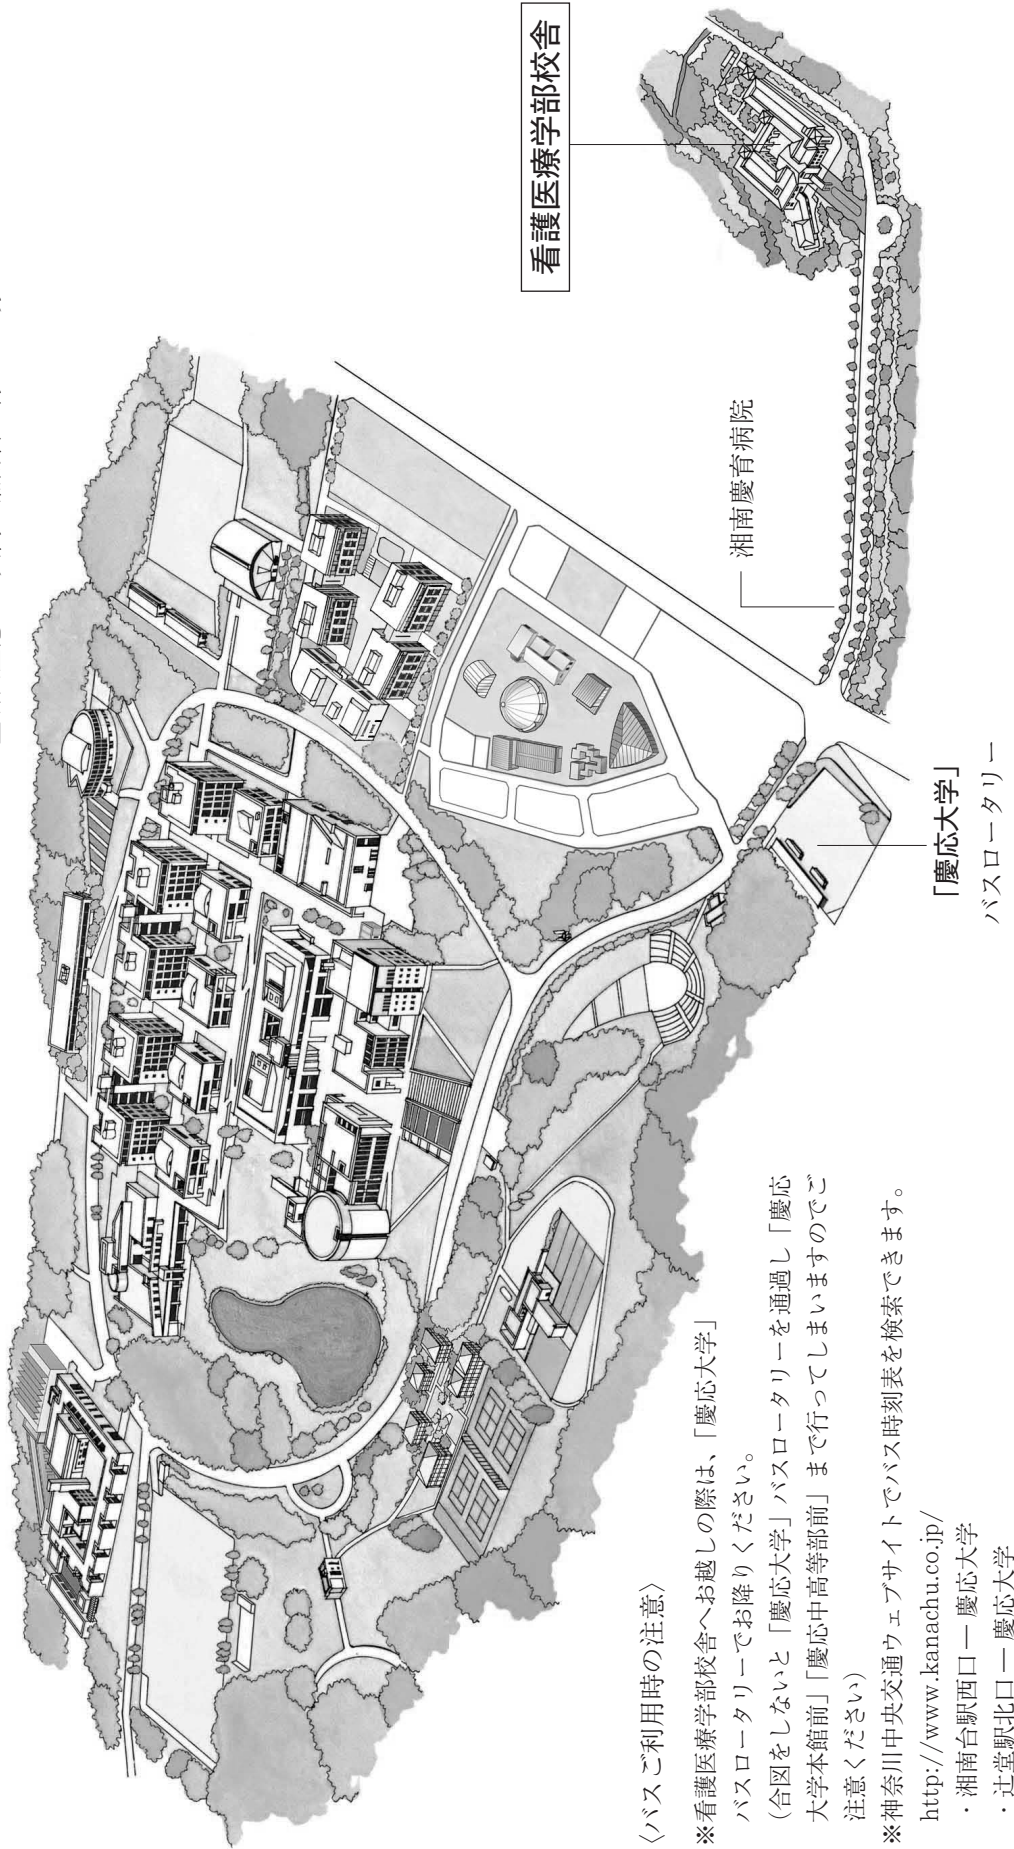 看護医療学部校舎
湘南慶育病院
「慶応大学」
バスロータリー
〈バスご利用時の注意〉
※看護医療学部校舎へお越しの際は、「慶応大学」
バスロータリーでお降りください。
(合図をしないと「慶応大学」バスロータリーを通過し「慶応
大学本館前」「慶応中高等部前」まで行ってしまいますのでご
注意ください)
※神奈川中央交通ウェブサイトでバス時刻表を検索できます。
http://www.kanachu.co.jp/
・湘南台駅西口 ― 慶応大学
・辻堂駅北口 ― 慶応大学